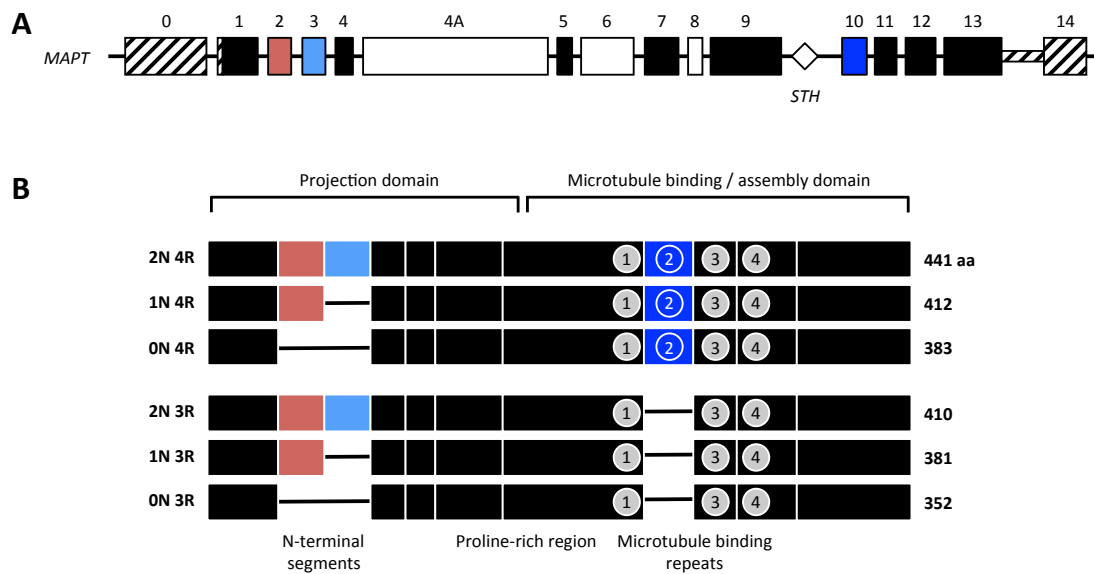 0 1 2 3 4 4A 5 6 7 8 9 10 11 12 13 14
A
MAPT
STH
B
Projection domain Microtubule binding / assembly domain
2N 4R 1 2 3 4 441 aa
1N 4R 1 2 3 4 412
0N 4R 1 2 3 4 383
2N 3R 1 3 4 410
1N 3R 1 3 4 381
0N 3R 1 3 4 352
N-terminal Proline-rich region Microtubule binding
segments repeats